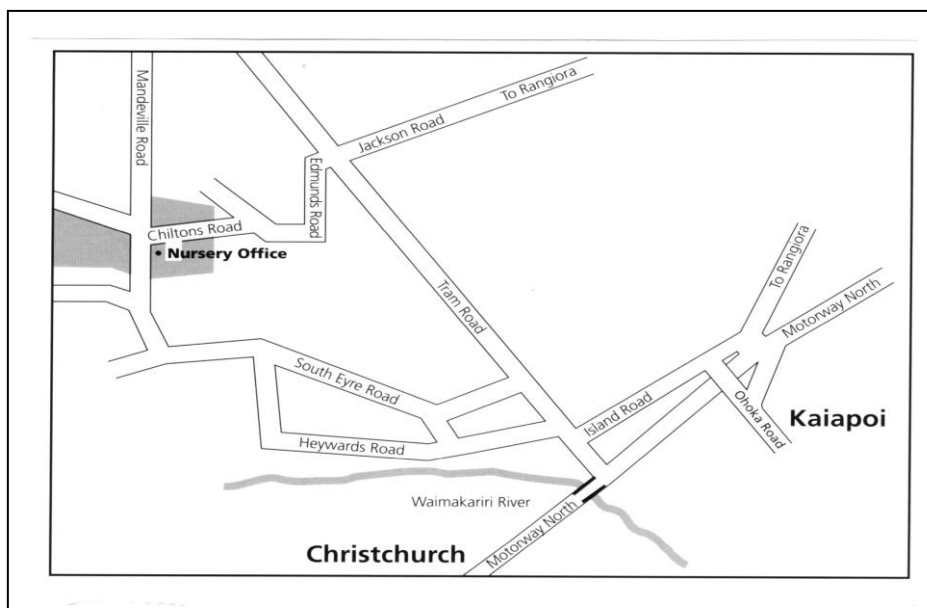 Mandeville Road
Jackson Road
To Rangiora
Edmunds Road
Chiltons Road
• Nursery Office
To Rangiora
Tram Road
Motorway North
South Eyre Road
Island Road
Ohoka Road
Kaiapoi
Heywards Road
Waimakariri River
Motorway North
Christchurch